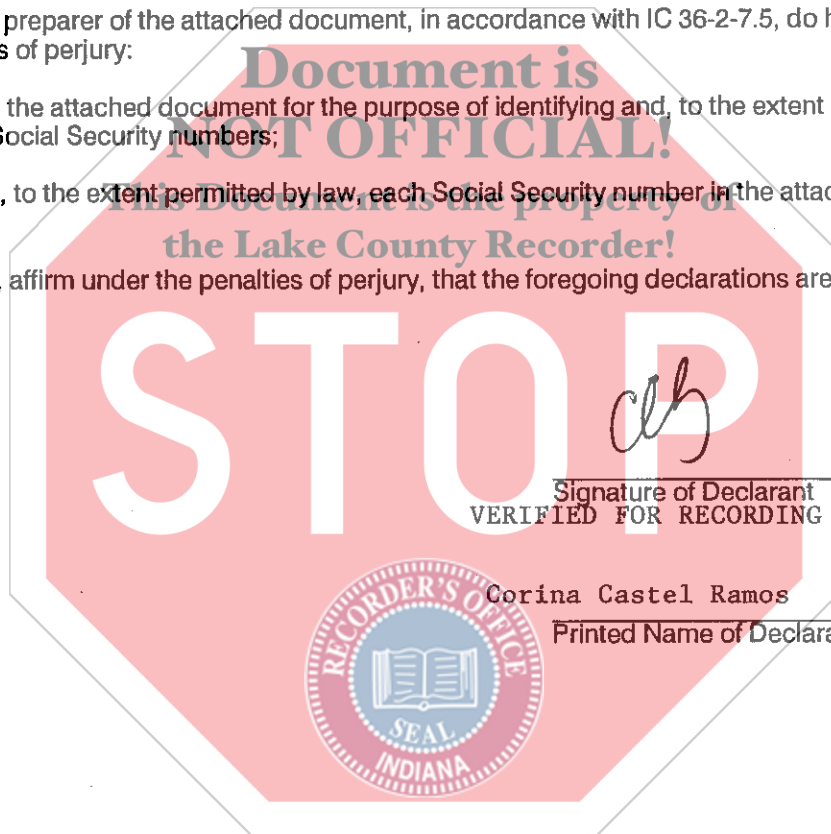 preparer of the attached document, in accordance with IC 36-2-7.5, do
s of perjury:
Document is
the attached document for the purpose of identifying and, to the extent
NOT OFFICIAL!
Social Security numbers;
, to the extent permitted by law, each Social Security number in the attac
This Document is the property of
the Lake County Recorder!
affirm under the penalties of perjury, that the foregoing declarations are
STOP
Signature of Declarant
VERIFIED FOR RECORDING
Corina Castel Ramos
Printed Name of Declara
RECORDER'S OFFICE
SEAL
INDIANA